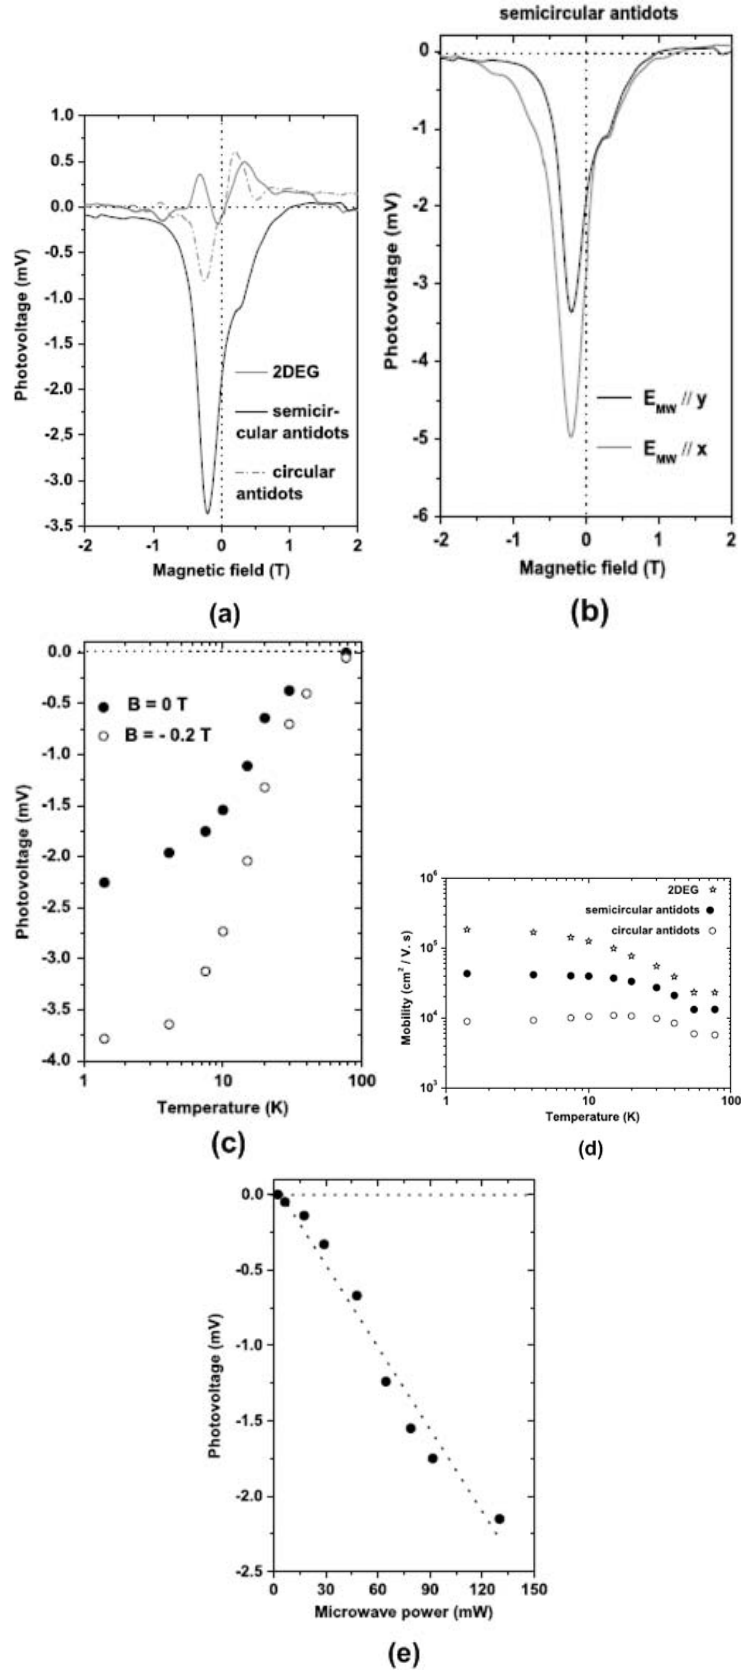 semicircular antidots
1.0
0.5
0.0
-0.5
-1.0
-1.5
-2.0
-2.5
-3.0
-3.5
Photovoltage (mV)
2DEG
semicir-
cular antidots
circular
antidots
-2 -1 0 1 2
Magnetic field (T)
(a)
0
-1
-2
-3
-4
-5
-6
Photovoltage (mV)
E_MW // y
E_MW // x
-2 -1 0 1 2
Magnetic field (T)
(b)
0.0
-0.5
-1.0
-1.5
-2.0
-2.5
-3.0
-3.5
-4.0
Photovoltage (mV)
B = 0 T
B = - 0.2 T
1 10 100
Temperature (K)
(c)
10^6
10^5
10^4
10^3
Mobility (cm^2 / V. s)
2DEG
semicircular antidots
circular antidots
1 10 100
Temperature (K)
(d)
0.0
-0.5
-1.0
-1.5
-2.0
-2.5
Photovoltage (mV)
0 30 60 90 120 150
Microwave power (mW)
(e)